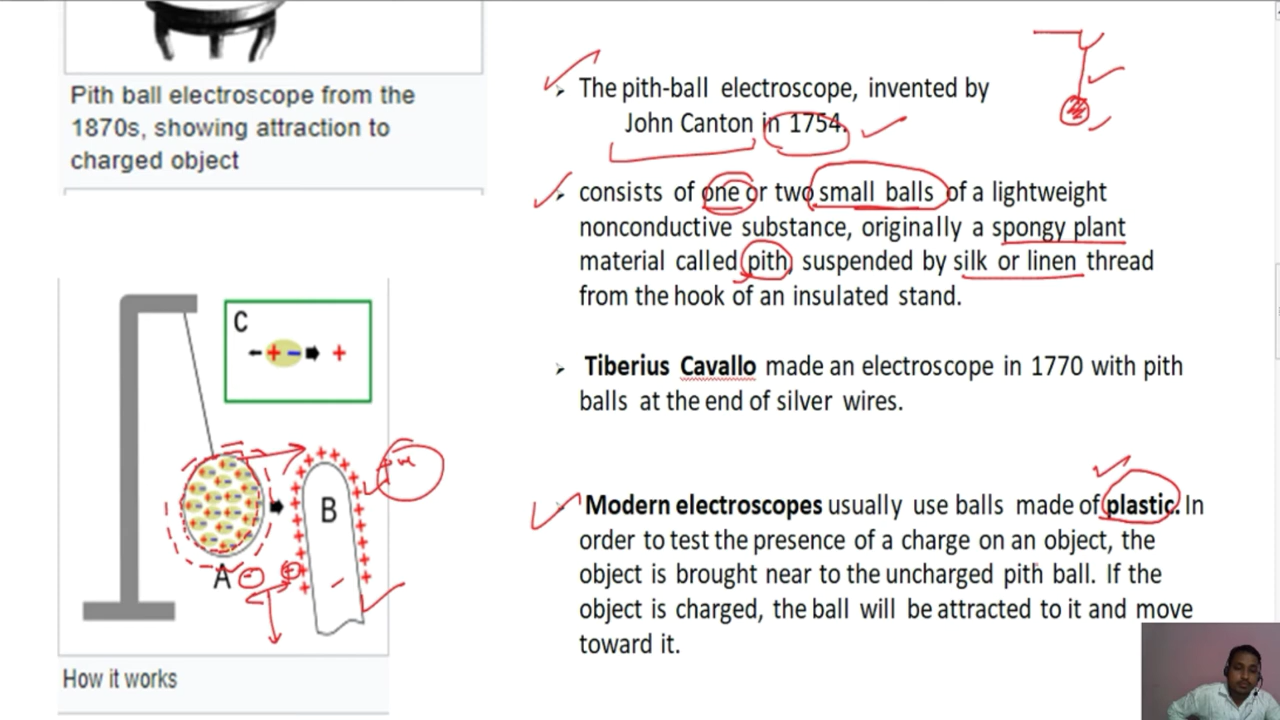 Pith ball electroscope from the
1870s, showing attraction to
charged object
The pith-ball electroscope, invented by
John Canton in 1754.
consists of one or two small balls of a lightweight
nonconductive substance, originally a spongy plant
material called pith, suspended by silk or linen thread
from the hook of an insulated stand.
Tiberius Cavallo made an electroscope in 1770 with pith
balls at the end of silver wires.
Modern electroscopes usually use balls made of plastic. In
order to test the presence of a charge on an object, the
object is brought near to the uncharged pith ball. If the
object is charged, the ball will be attracted to it and move
toward it.
C
B
A
How it works